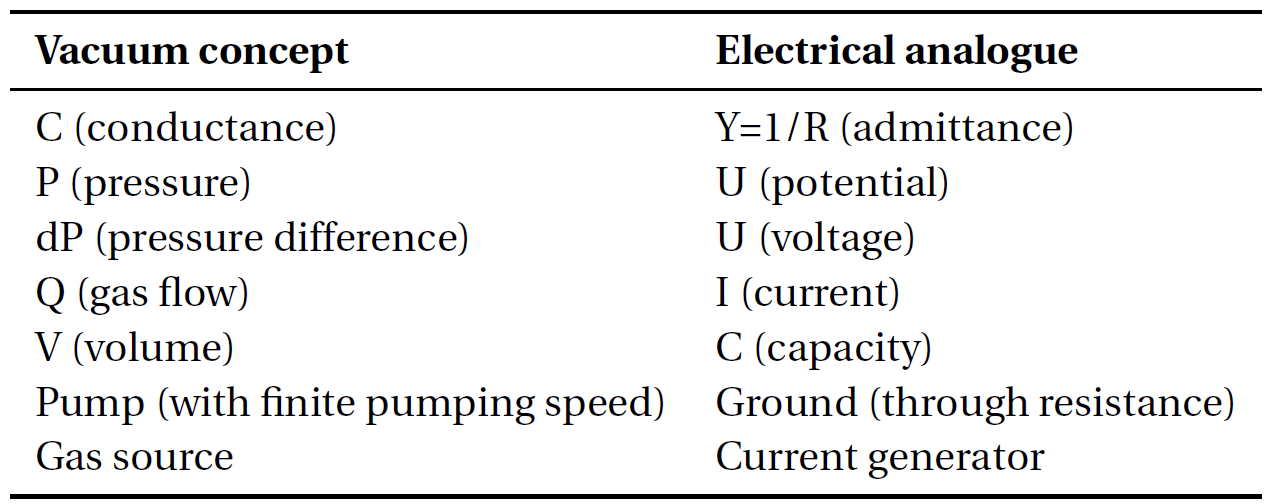 Vacuum concept Electrical analogue
C (conductance) Y=1/R (admittance)
P (pressure) U (potential)
dP (pressure difference) U (voltage)
Q (gas flow) I (current)
V (volume) C (capacity)
Pump (with finite pumping speed) Ground (through resistance)
Gas source Current generator